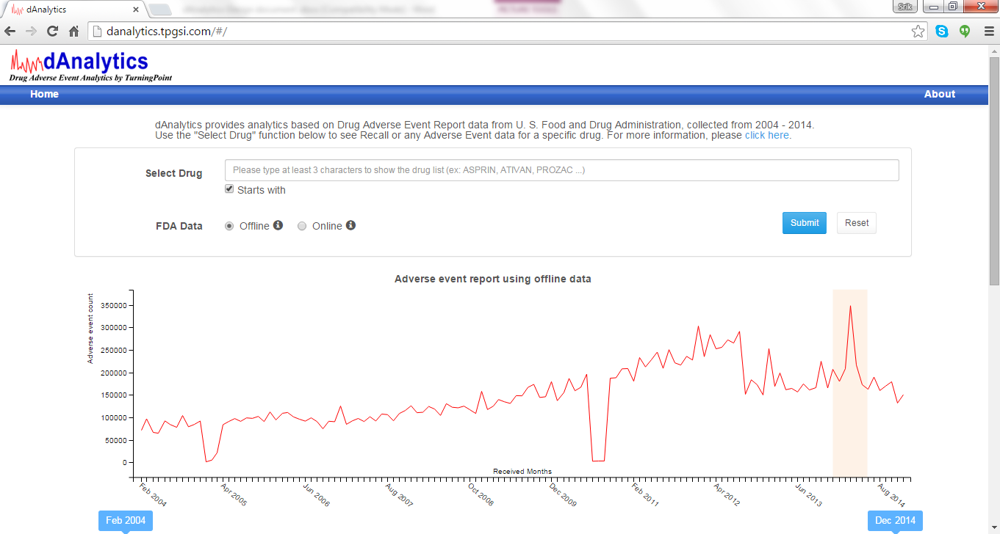 dAnalytics
Sfik
danalytics.tpgsi.com/#/
dAnalytics
Drug Adverse Event Analytics by TurningPoint
Home
About
dAnalytics provides analytics based on Drug Adverse Event Report data from U. S. Food and Drug Administration, collected from 2004 - 2014.
Use the "Select Drug" function below to see Recall or any Adverse Event data for a specific drug. For more information, please click here.
Select Drug
Please type at least 3 characters to show the drug list (ex: ASPRIN, ATIVAN, PROZAC ...)
Starts with
FDA Data
Offline
Online
Submit
Reset
Adverse event report using offline data
Adverse event count
350000
300000
250000
200000
150000
100000
50000
0
Received Months
Feb 2004
Apr 2005
Jun 2006
Aug 2007
Oct 2008
Dec 2009
Feb 2011
Apr 2012
Jun 2013
Aug 2014
Feb 2004
Dec 2014